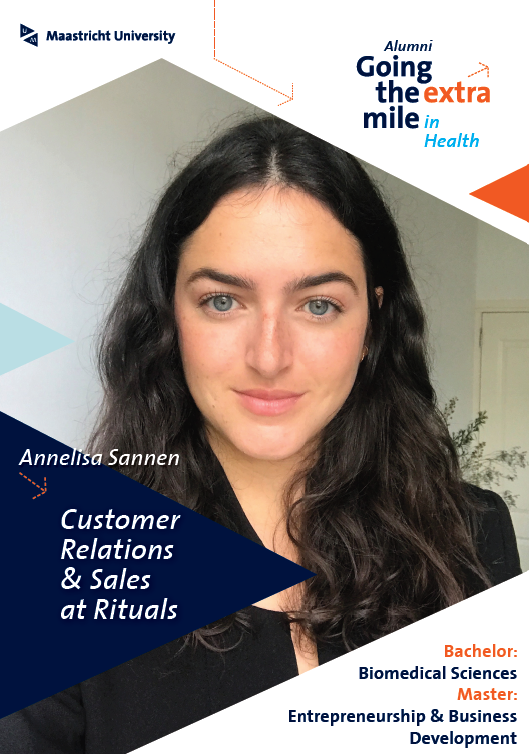 UM
Maastricht University
Alumni
Going
the extra
mile in
Health
Annelisa Sannen
Customer
Relations
& Sales
at Rituals
Bachelor:
Biomedical Sciences
Master:
Entrepreneurship & Business
Development